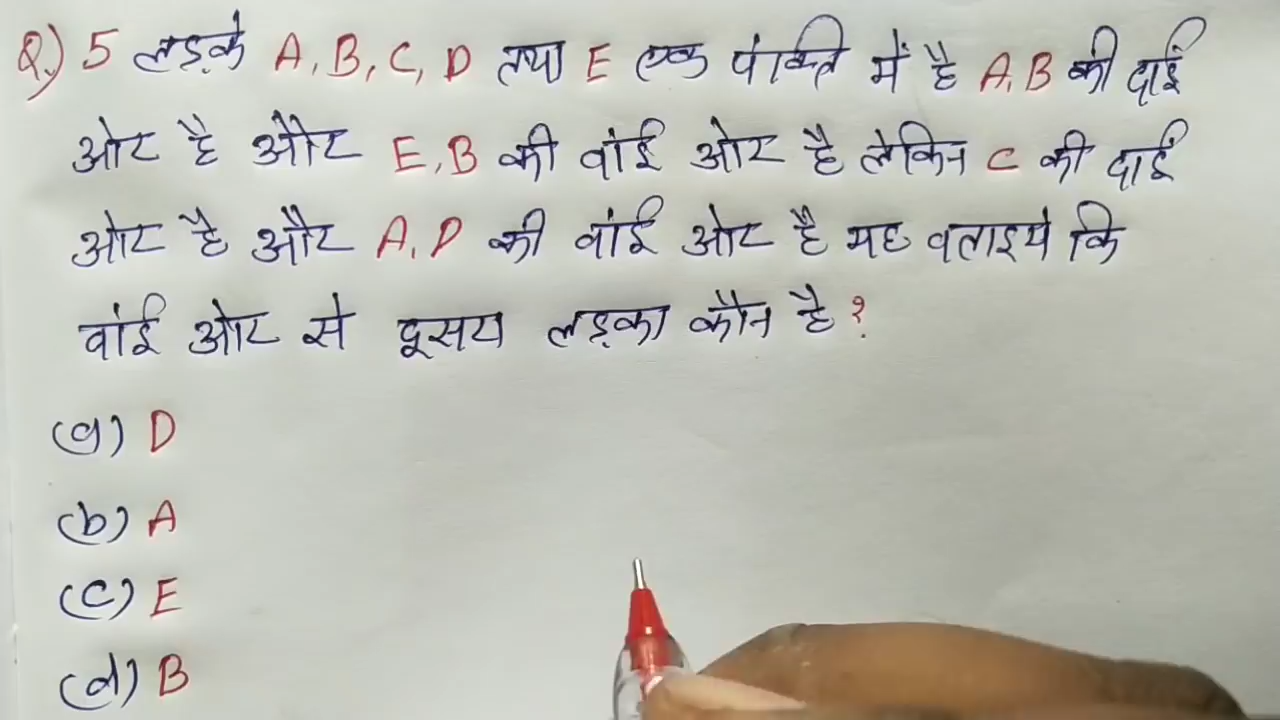 Q.) 5 लड़के A, B, C, D तथा E एक पंक्ति में है A, B की दाईं
ओर है और E, B की बांई ओर है लेकिन C की दाईं
ओर है और A, D की बांई ओर है यह बताइये कि
बांई ओर से दूसरा लड़का कौन है ?
(a) D
(b) A
(c) E
(d) B